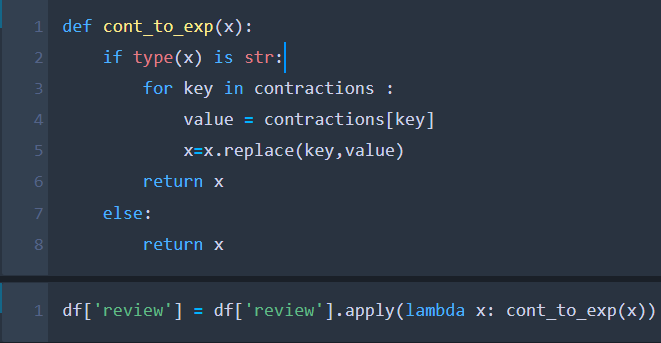 1 def cont_to_exp(x):
2     if type(x) is str:
3         for key in contractions :
4             value = contractions[key]
5             x=x.replace(key,value)
6         return x
7     else:
8         return x
1 df['review'] = df['review'].apply(lambda x: cont_to_exp(x))